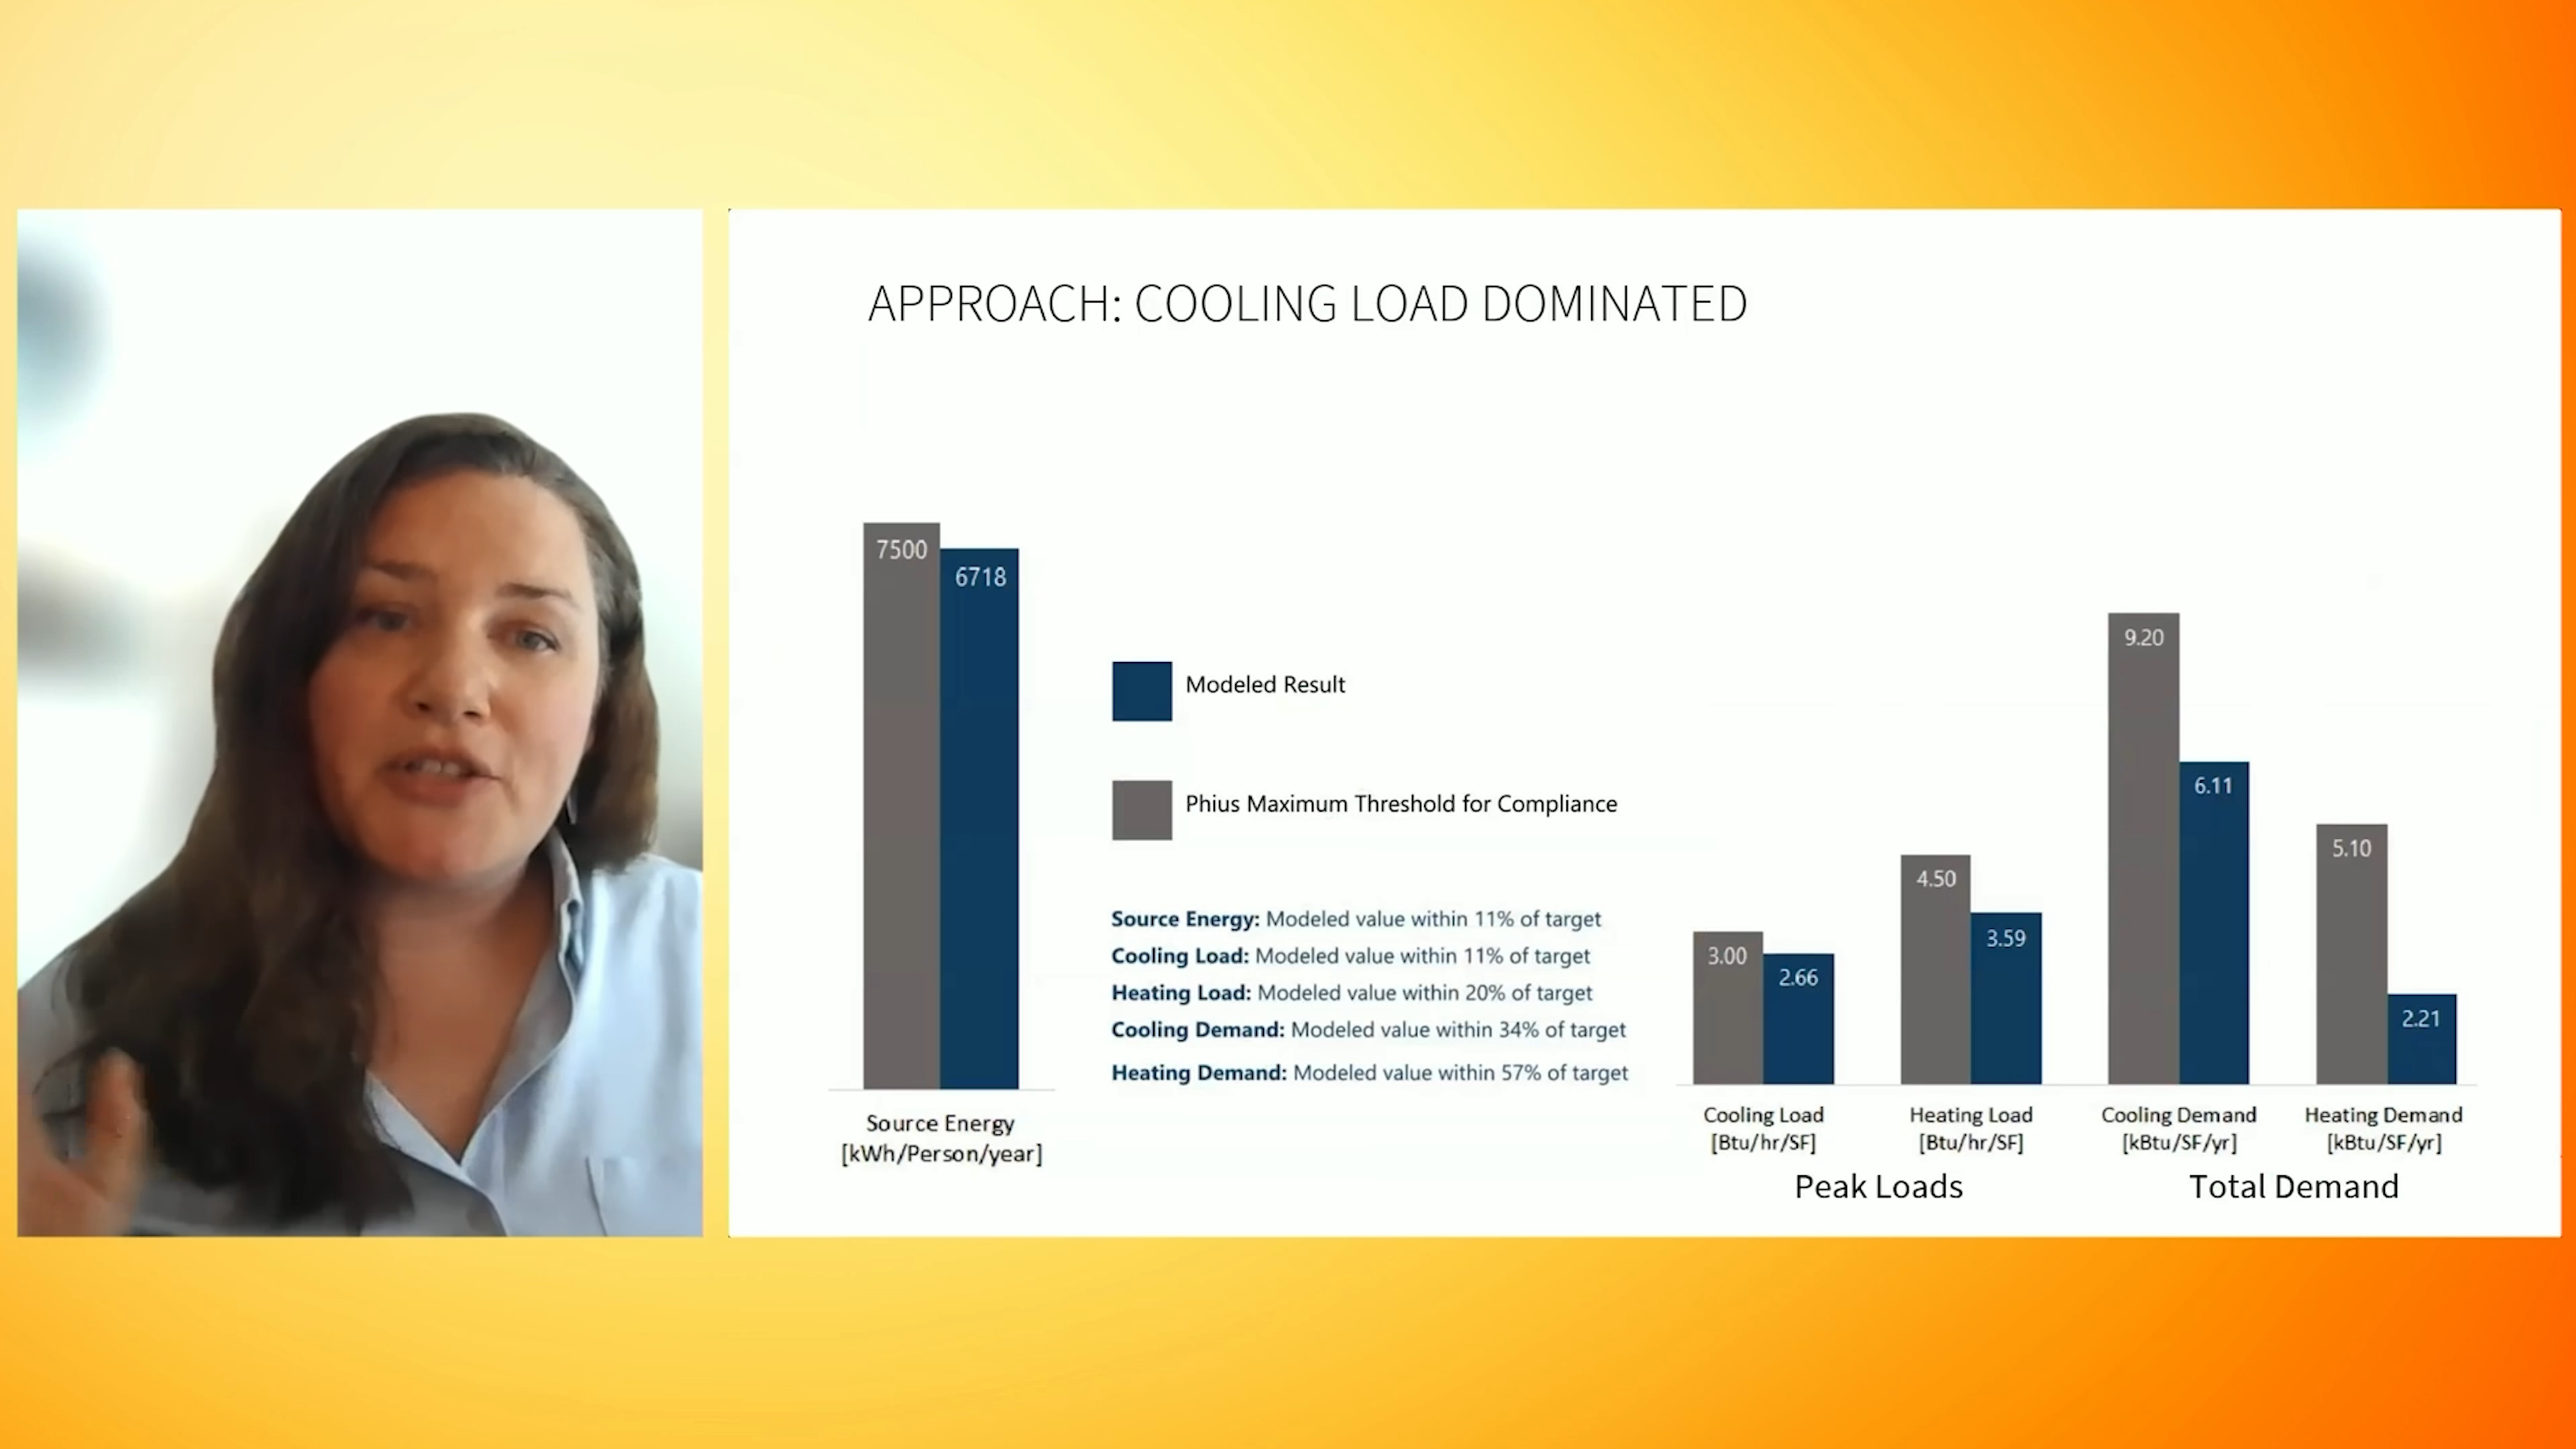 APPROACH: COOLING LOAD DOMINATED
7500
6718
Source Energy
[kWh/Person/year]
Modeled Result
Phius Maximum Threshold for Compliance
Source Energy: Modeled value within 11% of target
Cooling Load: Modeled value within 11% of target
Heating Load: Modeled value within 20% of target
Cooling Demand: Modeled value within 34% of target
Heating Demand: Modeled value within 57% of target
3.00
2.66
4.50
3.59
9.20
6.11
5.10
2.21
Cooling Load
[Btu/hr/SF]
Heating Load
[Btu/hr/SF]
Cooling Demand
[kBtu/SF/yr]
Heating Demand
[kBtu/SF/yr]
Peak Loads
Total Demand